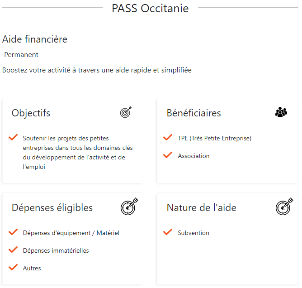 PASS Occitanie
Aide financière
Permanent
Boostez votre activité à travers une aide rapide et simplifiée
Objectifs
Soutenir les projets des petites
entreprises dans tous les domaines clés
du développement de l'activité et de
l'emploi
Bénéficiaires
TPE (Très Petite Entreprise)
Association
Dépenses éligibles
Dépenses d'équipement / Matériel
Dépenses immatérielles
Autres
Nature de l'aide
Subvention